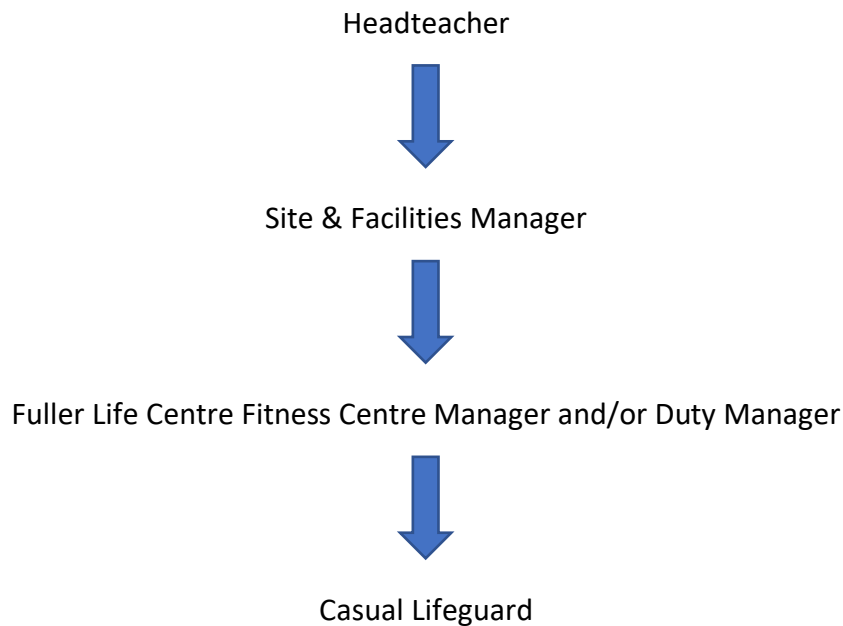 Headteacher
Site & Facilities Manager
Fuller Life Centre Fitness Centre Manager and/or Duty Manager
Casual Lifeguard